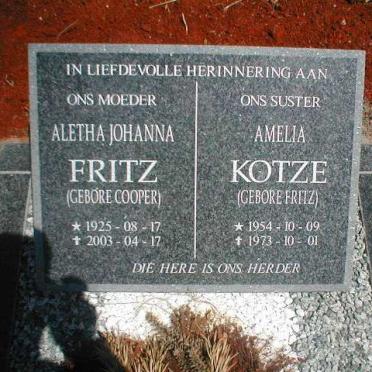 IN LIEFDEVOLLE HERINNERING AAN
ONS MOEDER
ALETHA JOHANNA
FRITZ
(GEBORE COOPER)
★ 1925 - 08 - 17
✝ 2003 - 04 - 17
ONS SUSTER
AMELIA
KOTZE
(GEBORE FRITZ)
★ 1954 - 10 - 09
✝ 1973 - 10 - 01
DIE HERE IS ONS HERDER